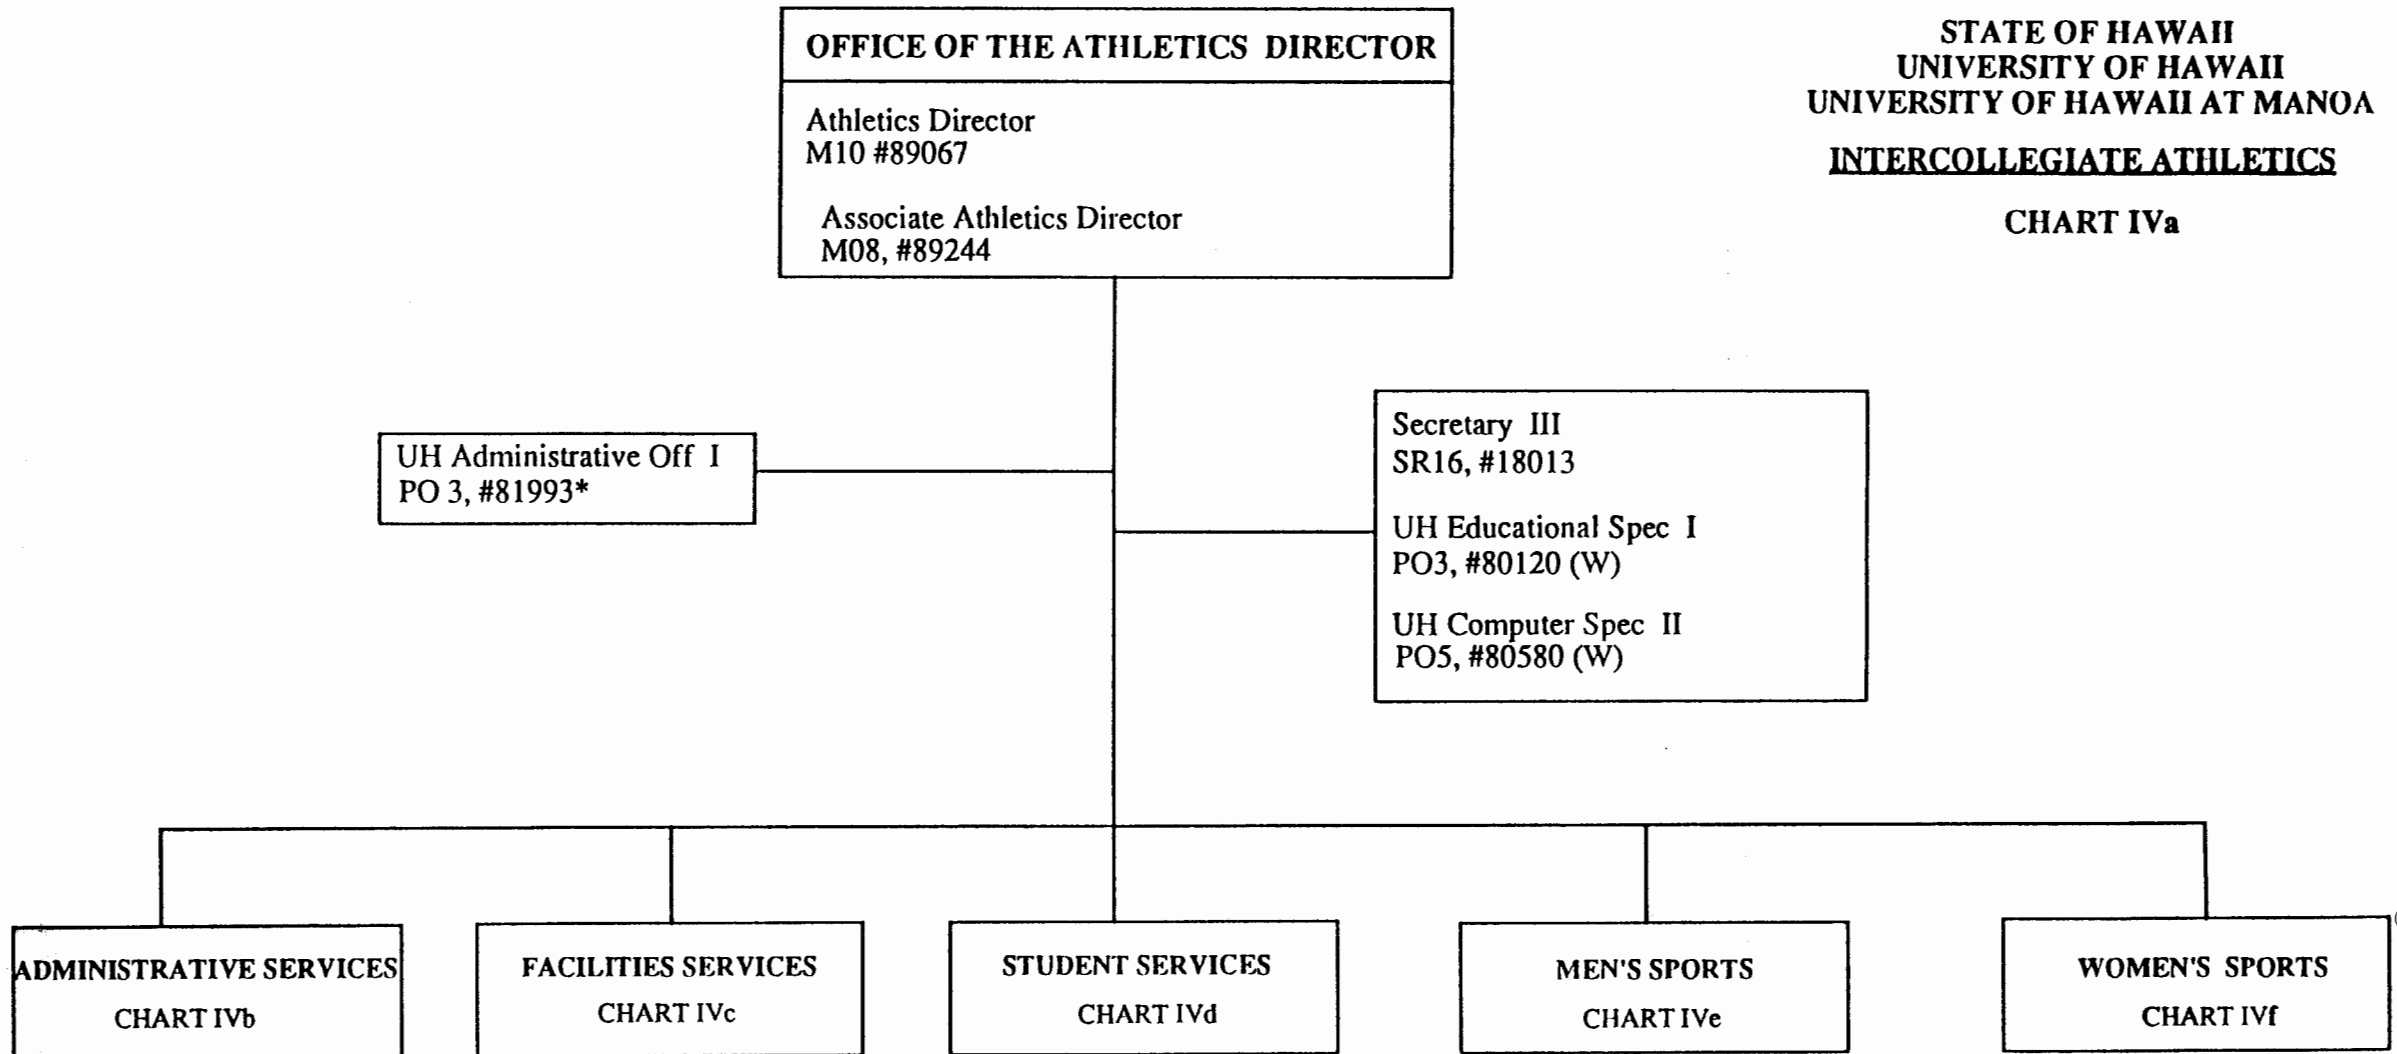 OFFICE OF THE ATHLETICS DIRECTOR
Athletics Director
M10 #89067
Associate Athletics Director
M08, #89244
STATE OF HAWAII
UNIVERSITY OF HAWAII
UNIVERSITY OF HAWAII AT MANOA
INTERCOLLEGIATE ATHLETICS
CHART IVa
UH Administrative Off I
PO 3, #81993*
Secretary III
SR16, #18013
UH Educational Spec I
PO3, #80120 (W)
UH Computer Spec II
PO5, #80580 (W)
ADMINISTRATIVE SERVICES
CHART IVb
FACILITIES SERVICES
CHART IVc
STUDENT SERVICES
CHART IVd
MEN'S SPORTS
CHART IVe
WOMEN'S SPORTS
CHART IVf